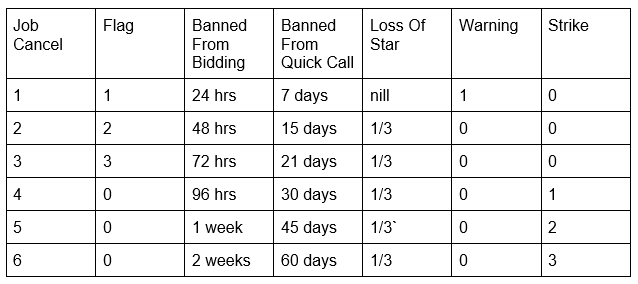 Job Cancel | Flag | Banned From Bidding | Banned From Quick Call | Loss Of Star | Warning | Strike
1 | 1 | 24 hrs | 7 days | nill | 1 | 0
2 | 2 | 48 hrs | 15 days | 1/3 | 0 | 0
3 | 3 | 72 hrs | 21 days | 1/3 | 0 | 0
4 | 0 | 96 hrs | 30 days | 1/3 | 0 | 1
5 | 0 | 1 week | 45 days | 1/3` | 0 | 2
6 | 0 | 2 weeks | 60 days | 1/3 | 0 | 3